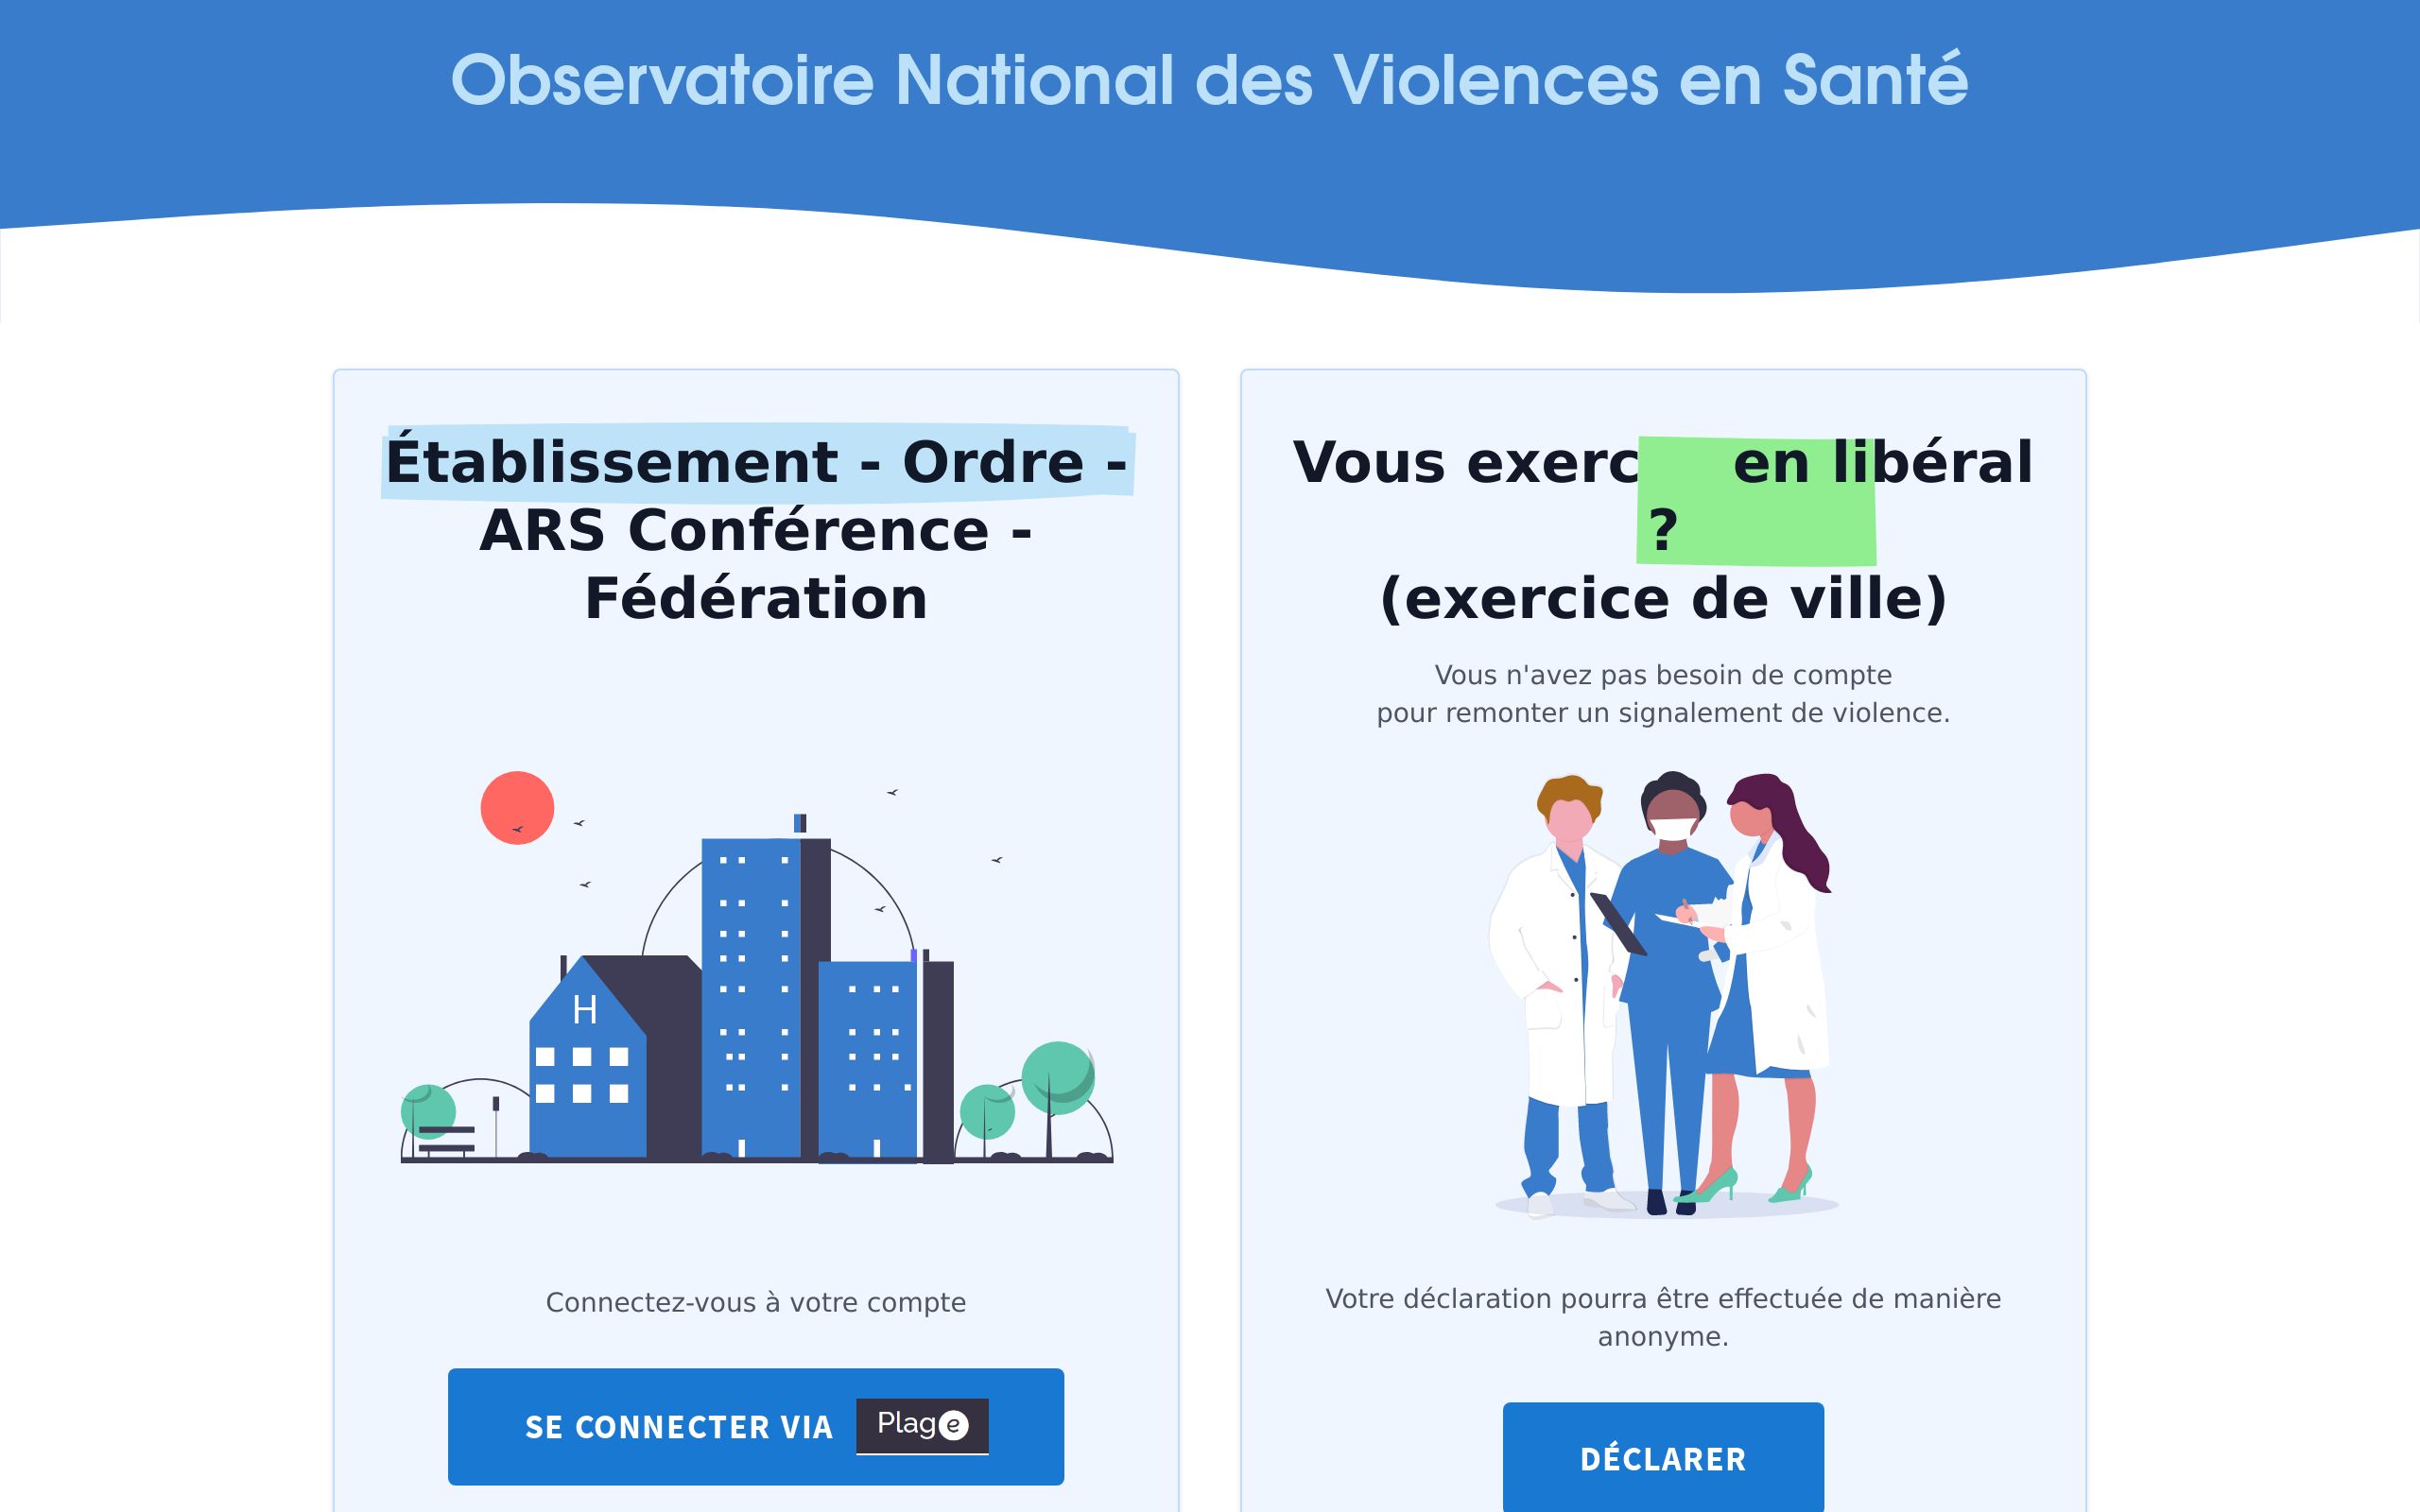 Observatoire National des Violences en Santé
Établissement - Ordre -
ARS Conférence -
Fédération
H
Connectez-vous à votre compte
SE CONNECTER VIA Plage
Vous exerc en libéral
?
(exercice de ville)
Vous n'avez pas besoin de compte
pour remonter un signalement de violence.
Votre déclaration pourra être effectuée de manière
anonyme.
DÉCLARER